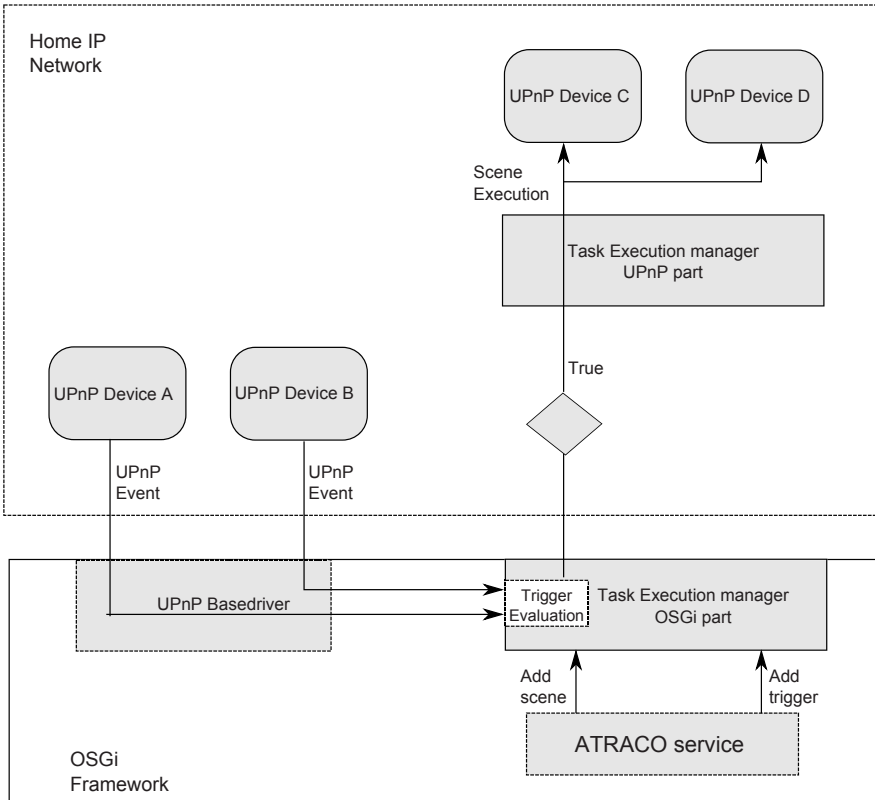 Home IP
Network
UPnP Device C
UPnP Device D
Scene
Execution
Task Execution manager
UPnP part
True
UPnP Device A
UPnP Device B
UPnP
Event
UPnP
Event
UPnP Basedriver
Trigger
Evaluation
Task Execution manager
OSGi part
Add
scene
Add
trigger
ATRACO service
OSGi
Framework